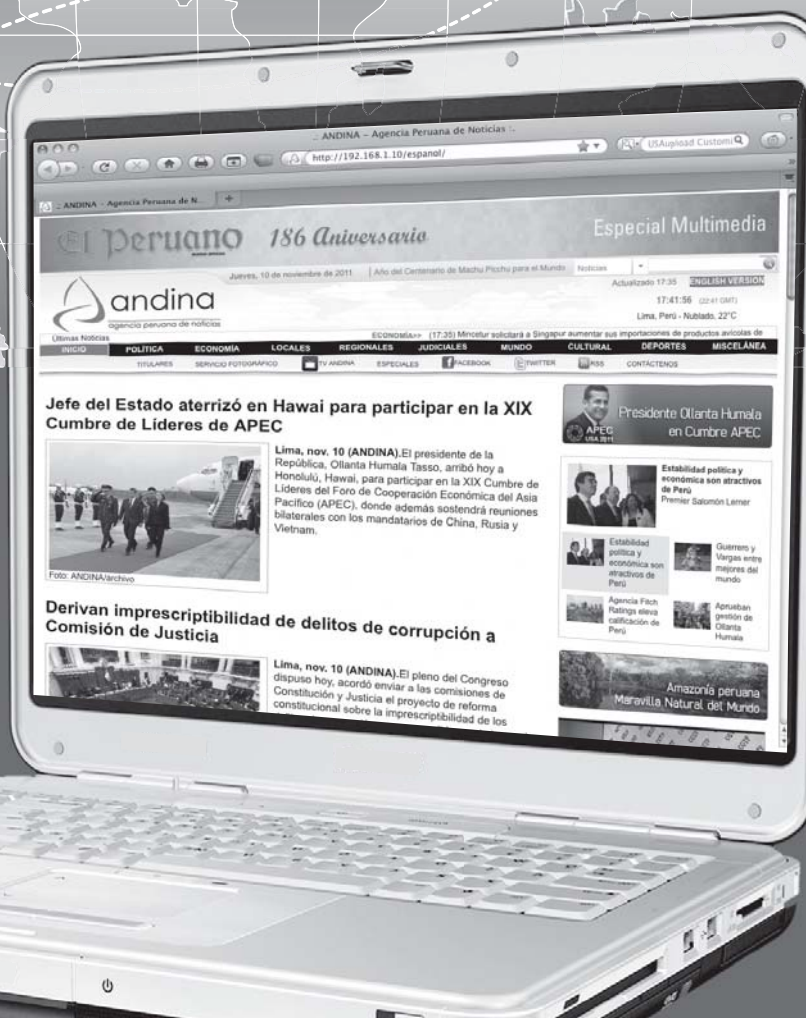 .: ANDINA - Agencia Peruana de Noticias :.
http://192.168.1.10/espanol/
USAupload Customi
.: ANDINA - Agencia Peruana de N...
El Peruano 186 Aniversario
Especial Multimedia
Jueves, 10 de noviembre de 2011
Año del Centenario de Machu Picchu para el Mundo
Noticias
Actualizado 17:35 ENGLISH VERSION
andina
agencia peruana de noticias
17:41:56 (22:41 GMT)
Lima, Perú - Nublado, 22°C
Últimas Noticias
ECONOMÍA>> (17:35) Mincetur solicitará a Singapur aumentar sus importaciones de productos avícolas de
INICIO POLÍTICA ECONOMÍA LOCALES REGIONALES JUDICIALES MUNDO CULTURAL DEPORTES MISCELÁNEA
TITULARES SERVICIO FOTOGRÁFICO TV ANDINA ESPECIALES FACEBOOK TWITTER RSS CONTÁCTENOS
Jefe del Estado aterrizó en Hawai para participar en la XIX
Cumbre de Líderes de APEC
Lima, nov. 10 (ANDINA).El presidente de la
República, Ollanta Humala Tasso, arribó hoy a
Honolulú, Hawai, para participar en la XIX Cumbre de
Líderes del Foro de Cooperación Económica del Asia
Pacífico (APEC), donde además sostendrá reuniones
bilaterales con los mandatarios de China, Rusia y
Vietnam.
Foto: ANDINA/archivo
Derivan imprescriptibilidad de delitos de corrupción a
Comisión de Justicia
Lima, nov. 10 (ANDINA).El pleno del Congreso
dispuso hoy, acordó enviar a las comisiones de
Constitución y Justicia el proyecto de reforma
constitucional sobre la imprescriptibilidad de los
APEC
USA 2011
Presidente Ollanta Humala
en Cumbre APEC
Estabilidad política y
económica son atractivos
de Perú
Premier Salomón Lerner
Estabilidad
política y
económica son
atractivos de
Perú
Guerrero y
Vargas entre
mejores del
mundo
Agencia Fitch
Ratings eleva
calificación de
Perú
Aprueban
gestión de
Ollanta
Humala
Amazonía peruana
Maravilla Natural del Mundo